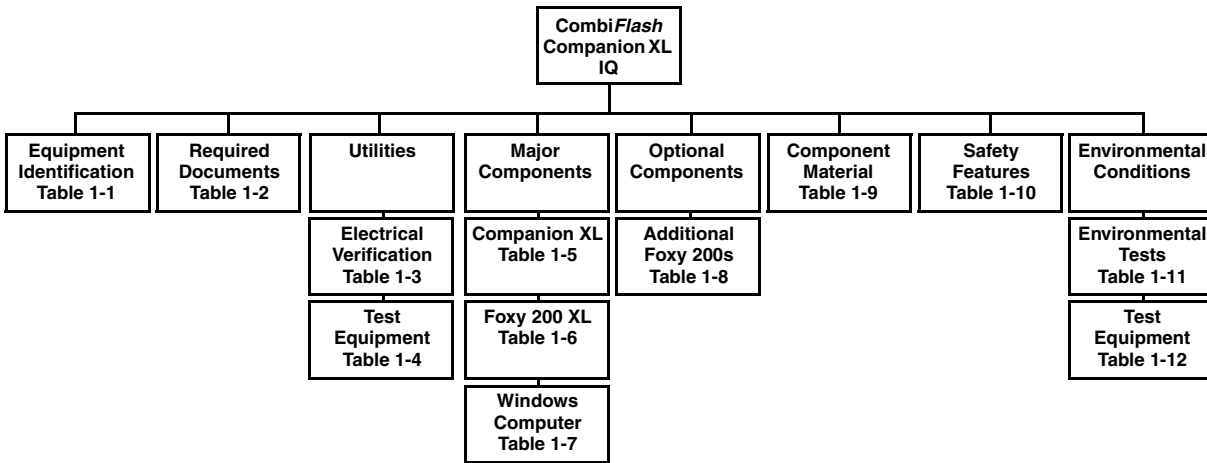 CombiFlash
Companion XL
IQ
Equipment
Identification
Table 1-1
Required
Documents
Table 1-2
Utilities
Major
Components
Optional
Components
Component
Material
Table 1-9
Safety
Features
Table 1-10
Environmental
Conditions
Electrical
Verification
Table 1-3
Companion XL
Table 1-5
Additional
Foxy 200s
Table 1-8
Environmental
Tests
Table 1-11
Test
Equipment
Table 1-4
Foxy 200 XL
Table 1-6
Test
Equipment
Table 1-12
Windows
Computer
Table 1-7